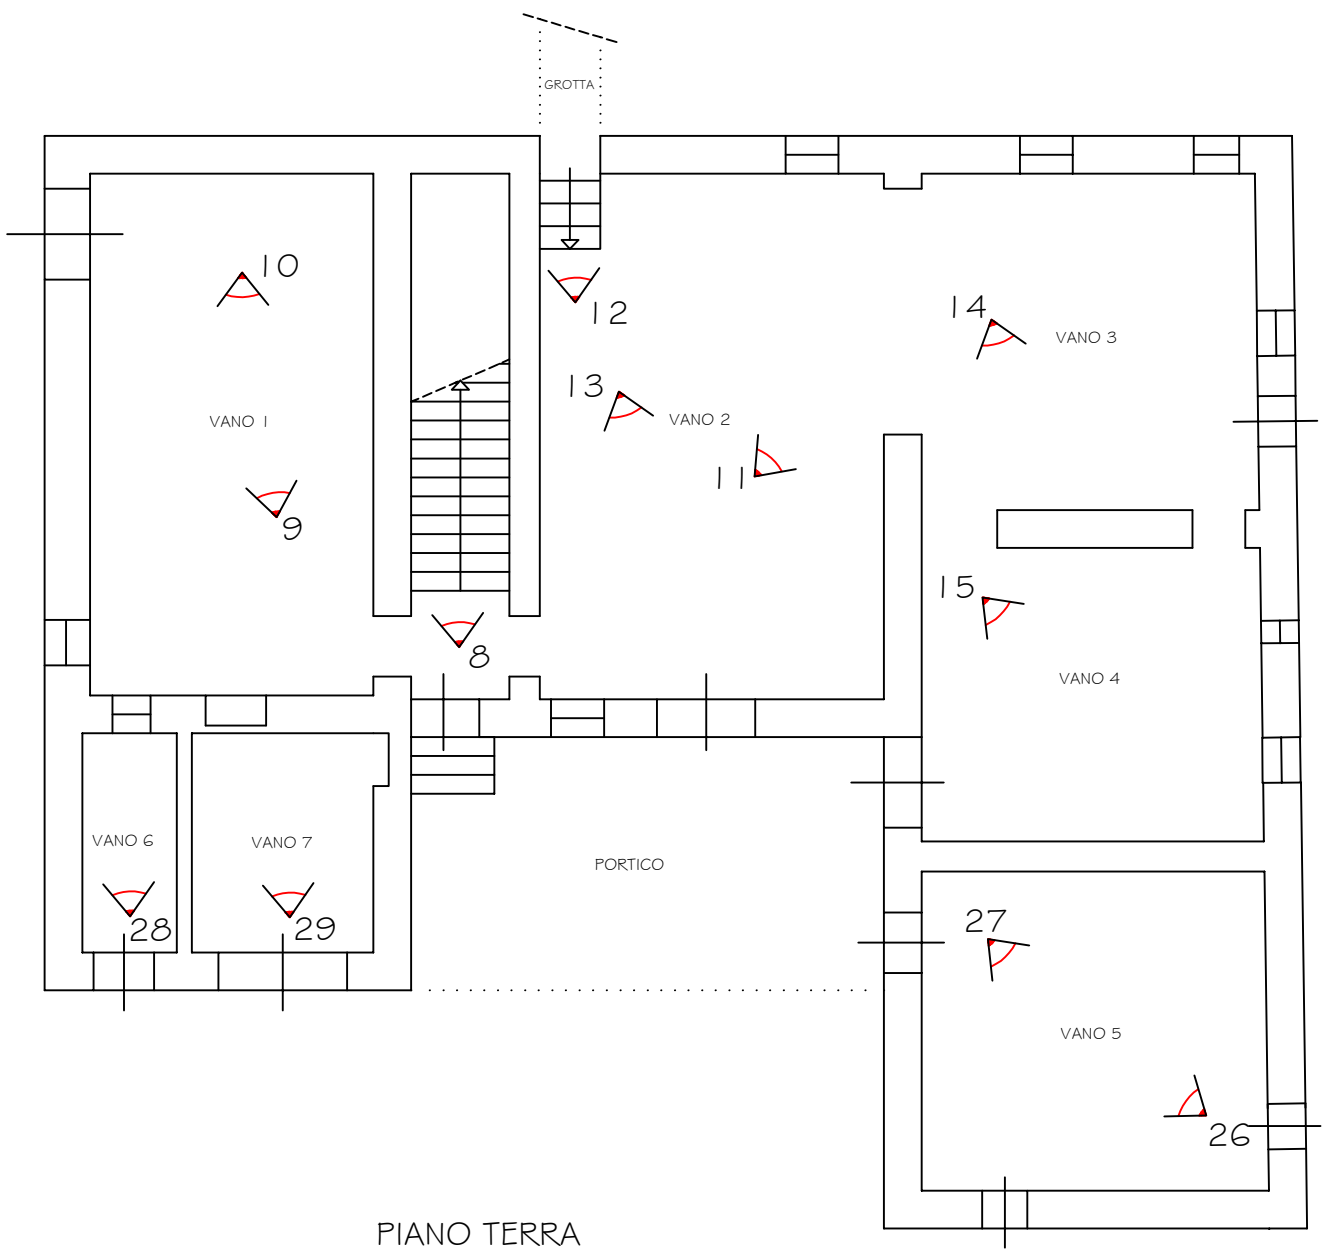 GROTTA
10
12
14
VANO 3
13
VANO 2
VANO 1
11
9
15
8
VANO 4
VANO 6
VANO 7
PORTICO
28
29
27
VANO 5
26
PIANO TERRA